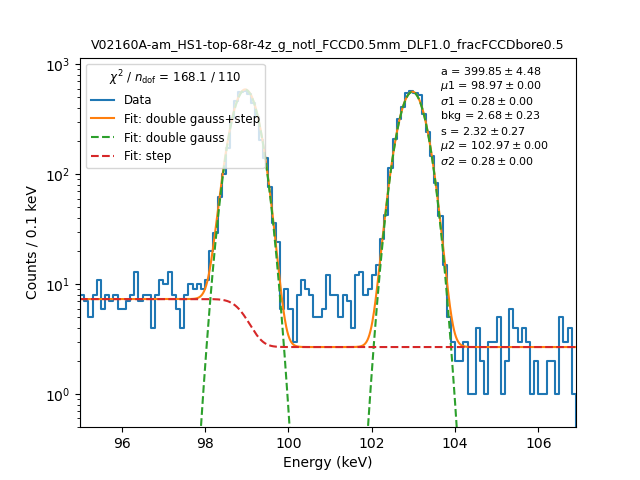 V02160A-am_HS1-top-68r-4z_g_notl_FCCD0.5mm_DLF1.0_fracFCCDbore0.5
χ² / n_dof = 168.1 / 110
Data
Fit: double gauss+step
Fit: double gauss
Fit: step
a = 399.85 ± 4.48
μ1 = 98.97 ± 0.00
σ1 = 0.28 ± 0.00
bkg = 2.68 ± 0.23
s = 2.32 ± 0.27
μ2 = 102.97 ± 0.00
σ2 = 0.28 ± 0.00
Counts / 0.1 keV
10³
10²
10¹
10⁰
96 98 100 102 104 106
Energy (keV)